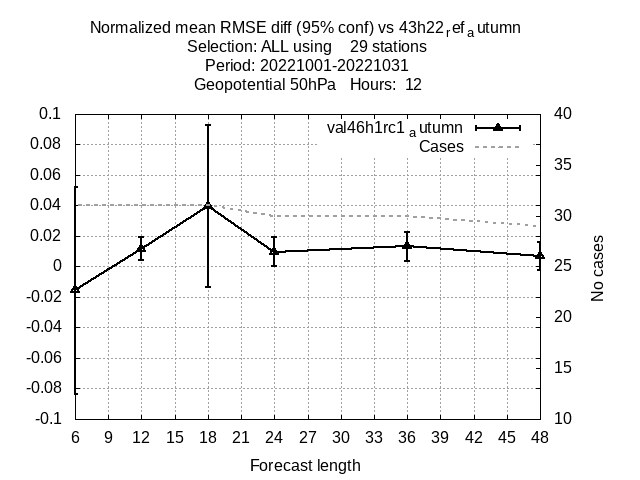 Normalized mean RMSE diff (95% conf) vs 43h22ref autumn
Selection: ALL using 29 stations
Period: 20221001-20221031
Geopotential 50hPa Hours: 12
val46h1rc1 autumn
Cases
0.1
0.08
0.06
0.04
0.02
0
-0.02
-0.04
-0.06
-0.08
-0.1
40
35
30
25
20
15
10
No cases
6 9 12 15 18 21 24 27 30 33 36 39 42 45 48
Forecast length